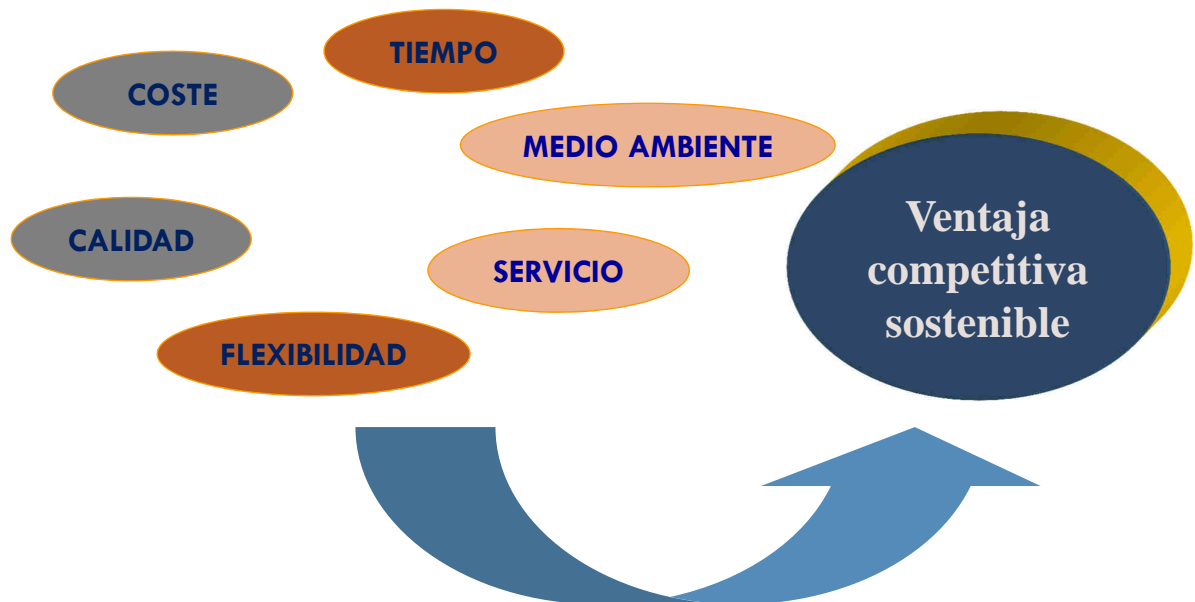 TIEMPO
COSTE
MEDIO AMBIENTE
CALIDAD
SERVICIO
FLEXIBILIDAD
Ventaja
competitiva
sostenible